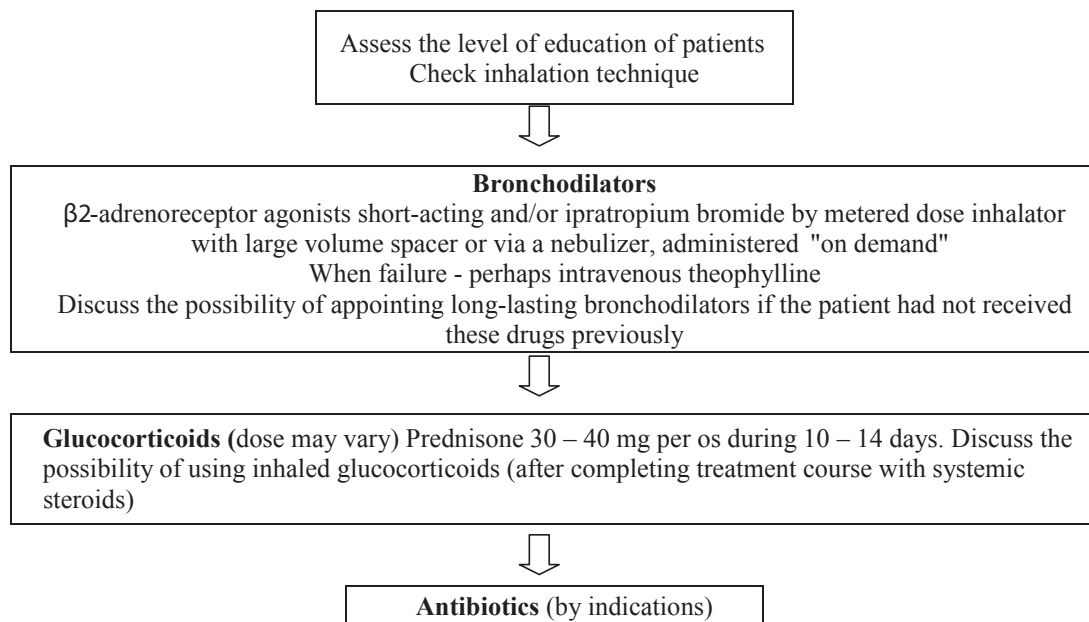 Assess the level of education of patients
Check inhalation technique
Bronchodilators
β2-adrenoreceptor agonists short-acting and/or ipratropium bromide by metered dose inhalator
with large volume spacer or via a nebulizer, administered "on demand"
When failure - perhaps intravenous theophylline
Discuss the possibility of appointing long-lasting bronchodilators if the patient had not received
these drugs previously
Glucocorticoids (dose may vary) Prednisone 30 – 40 mg per os during 10 – 14 days. Discuss the
possibility of using inhaled glucocorticoids (after completing treatment course with systemic
steroids)
Antibiotics (by indications)